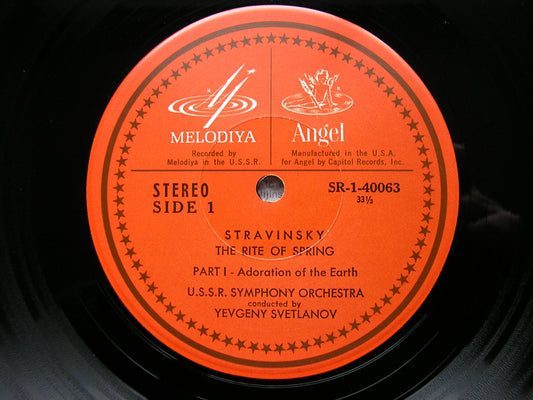 MELODIYA
Angel
Recorded by
Melodiya in the U.S.S.R.
Manufactured in the U.S.A.
for Angel by Capitol Records, Inc.
STEREO
SIDE 1
SR-1-40063
33⅓
STRAVINSKY
THE RITE OF SPRING
PART I - Adoration of the Earth
U.S.S.R. SYMPHONY ORCHESTRA
conducted by
YEVGENY SVETLANOV